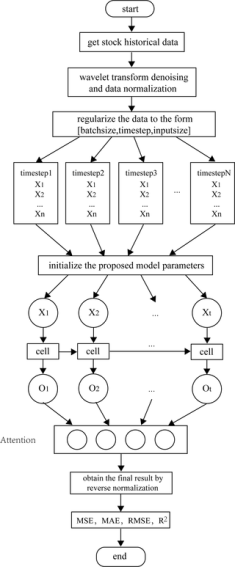 start
get stock historical data
wavelet transform denoising
and data normalization
regularize the data to the form
[batchsize,timestep,inputsize]
timestep1 timestep2 timestep3 timestepN
X1 X1 X1 X1
X2 X2 X2 ... X2
... ... ... ...
Xn Xn Xn Xn
initialize the proposed model parameters
X1 X2 ... Xt
cell cell ... cell
O1 O2 ... Ot
Attention
obtain the final result by
reverse normalization
MSE, MAE, RMSE, R2
end